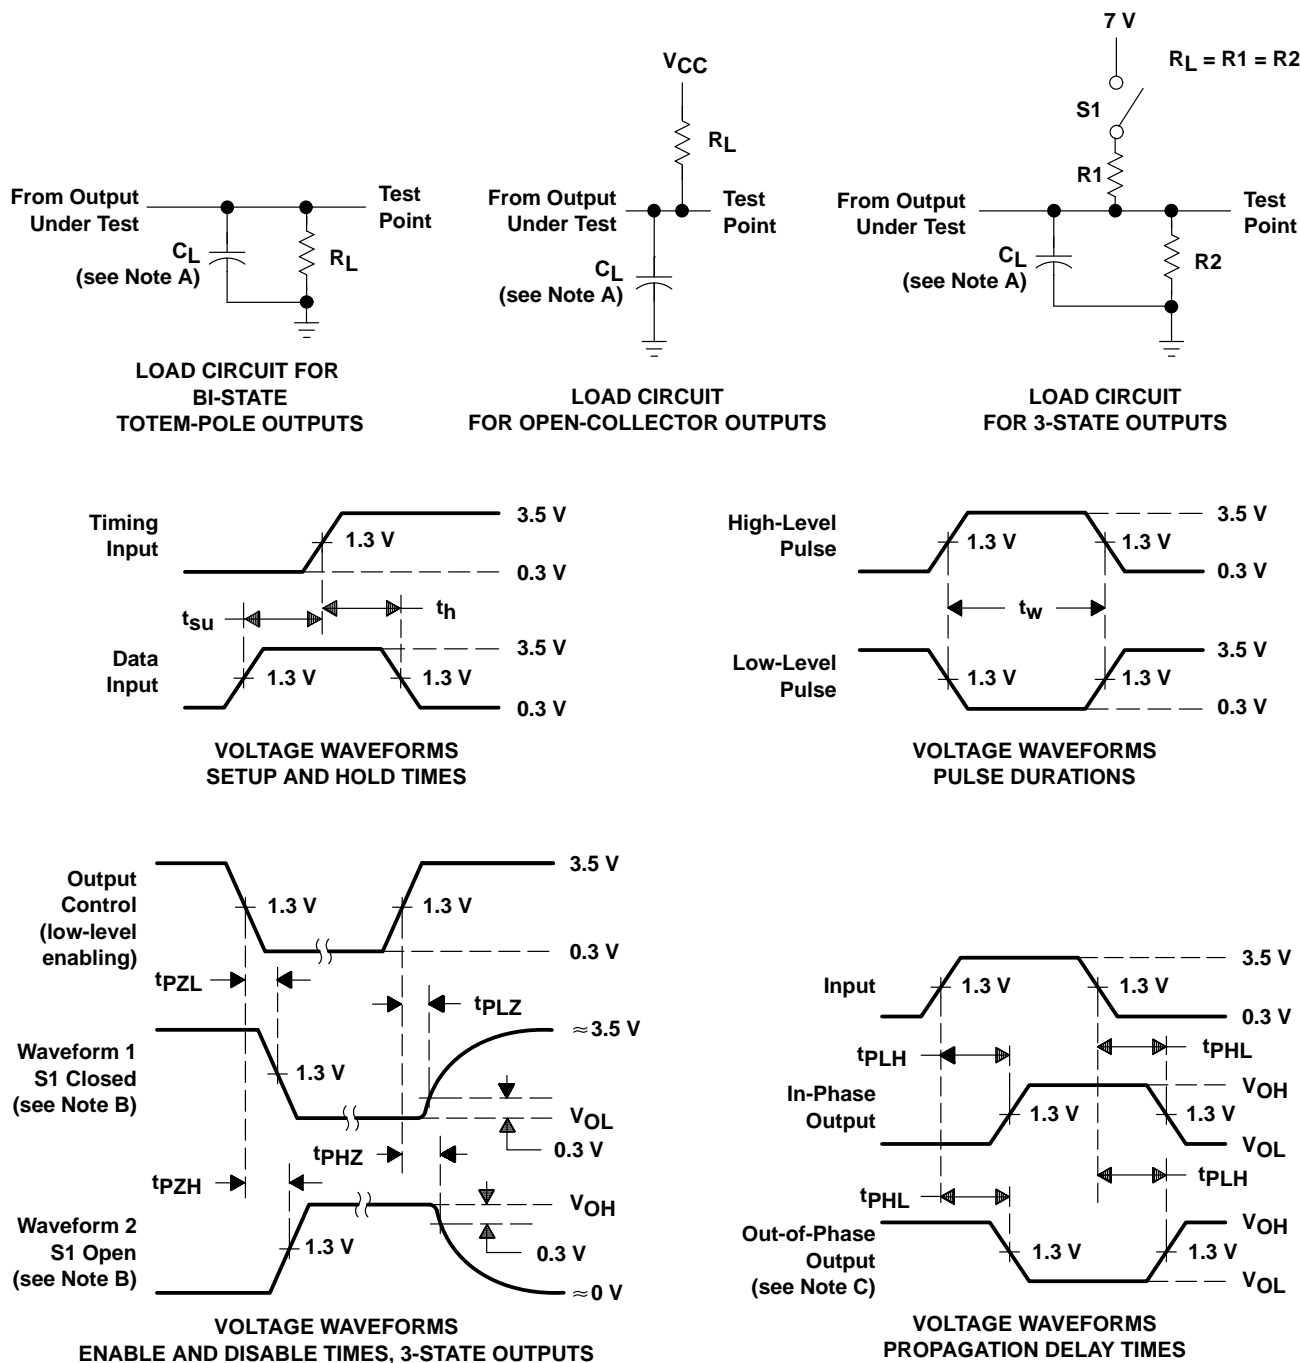 From Output
Under Test
Test
Point
CL
(see Note A)
RL
LOAD CIRCUIT FOR
BI-STATE
TOTEM-POLE OUTPUTS
VCC
RL
From Output
Under Test
Test
Point
CL
(see Note A)
LOAD CIRCUIT
FOR OPEN-COLLECTOR OUTPUTS
7 V
RL = R1 = R2
S1
R1
From Output
Under Test
Test
Point
CL
(see Note A)
R2
LOAD CIRCUIT
FOR 3-STATE OUTPUTS
Timing
Input
1.3 V
3.5 V
0.3 V
tsu
th
Data
Input
1.3 V
1.3 V
3.5 V
0.3 V
VOLTAGE WAVEFORMS
SETUP AND HOLD TIMES
High-Level
Pulse
1.3 V
1.3 V
3.5 V
0.3 V
tw
Low-Level
Pulse
1.3 V
1.3 V
3.5 V
0.3 V
VOLTAGE WAVEFORMS
PULSE DURATIONS
Output
Control
(low-level
enabling)
1.3 V
1.3 V
3.5 V
0.3 V
tPZL
tPLZ
Waveform 1
S1 Closed
(see Note B)
1.3 V
≈3.5 V
VOL
0.3 V
tPHZ
tPZH
Waveform 2
S1 Open
(see Note B)
1.3 V
VOH
0.3 V
≈0 V
VOLTAGE WAVEFORMS
ENABLE AND DISABLE TIMES, 3-STATE OUTPUTS
Input
1.3 V
1.3 V
3.5 V
0.3 V
tPLH
tPHL
In-Phase
Output
1.3 V
1.3 V
VOH
VOL
tPHL
tPLH
Out-of-Phase
Output
(see Note C)
1.3 V
1.3 V
VOH
VOL
VOLTAGE WAVEFORMS
PROPAGATION DELAY TIMES